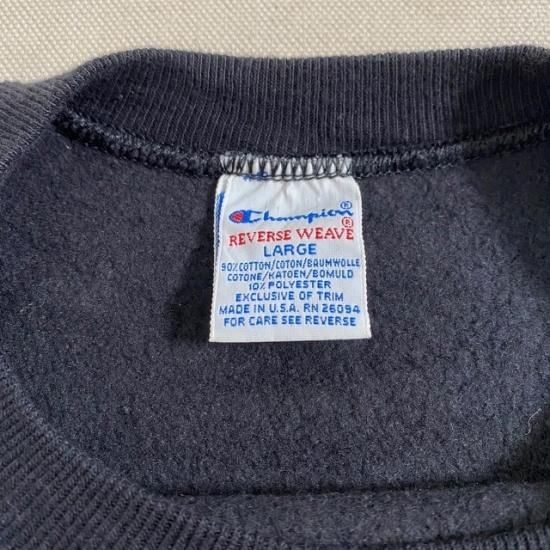 Champion®
REVERSE WEAVE®
LARGE
90% COTTON/COTON/BAUMWOLLE
COTONE/KATOEN/BOMULD
10% POLYESTER
EXCLUSIVE OF TRIM
MADE IN U.S.A. RN 26094
FOR CARE SEE REVERSE